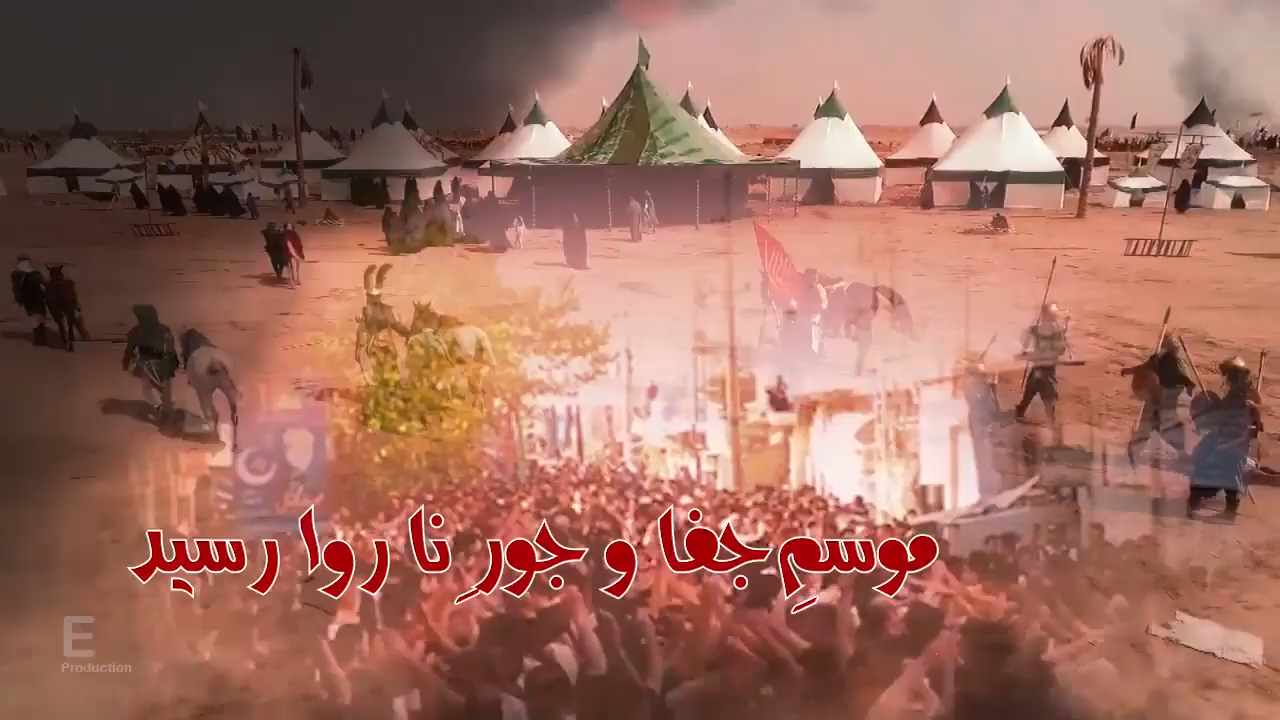 موسمِ جفا و جورِ نا روا رسید
E
Production